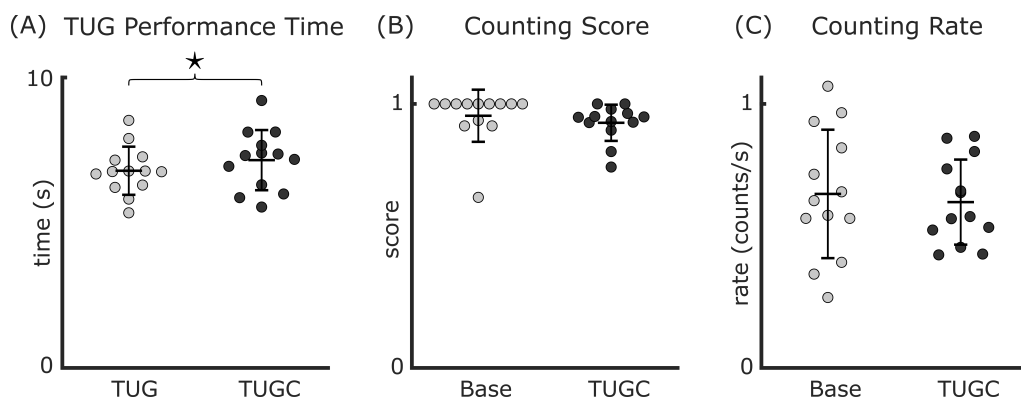 (A) TUG Performance Time
10
time (s)
0
TUG TUGC
(B) Counting Score
1
score
0
Base TUGC
(C) Counting Rate
1
rate (counts/s)
0
Base TUGC